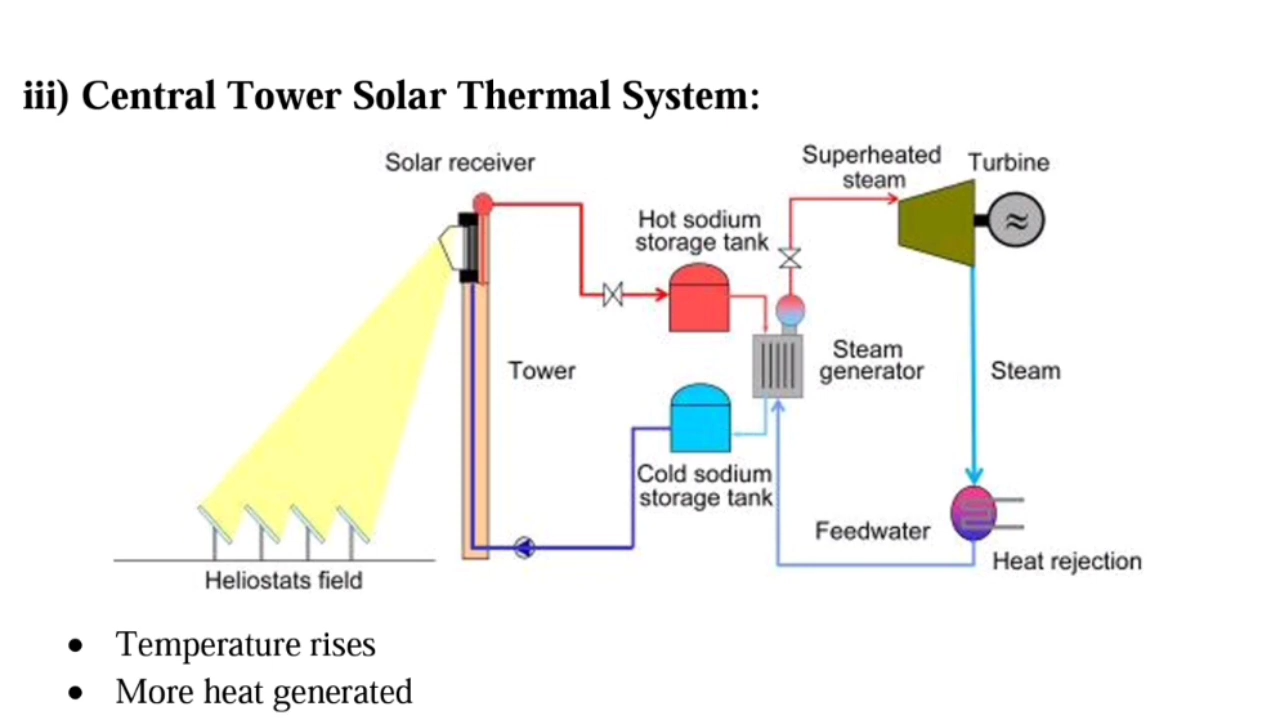 iii) Central Tower Solar Thermal System:
Solar receiver
Superheated
steam
Turbine
Hot sodium
storage tank
≈
Tower
Steam
generator
Steam
Cold sodium
storage tank
Feedwater
Heat rejection
Heliostats field
• Temperature rises
• More heat generated